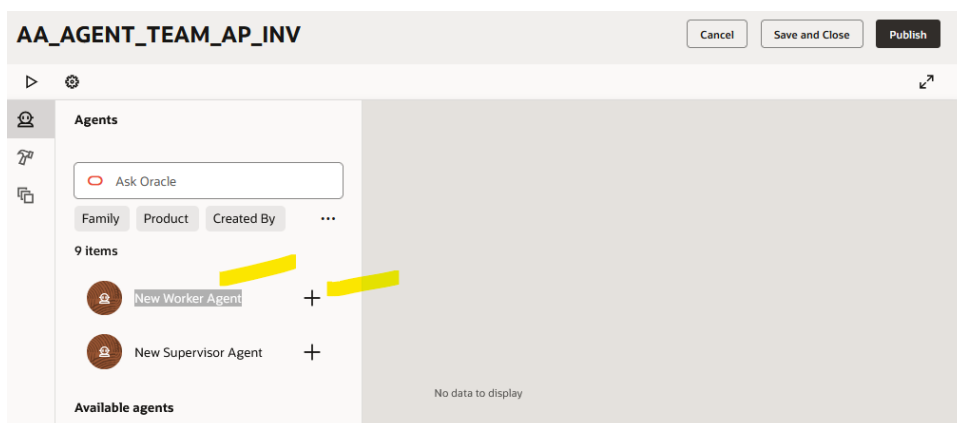 AA_AGENT_TEAM_AP_INV
Cancel
Save and Close
Publish
Agents
Ask Oracle
Family
Product
Created By
9 items
New Worker Agent
New Supervisor Agent
No data to display
Available agents